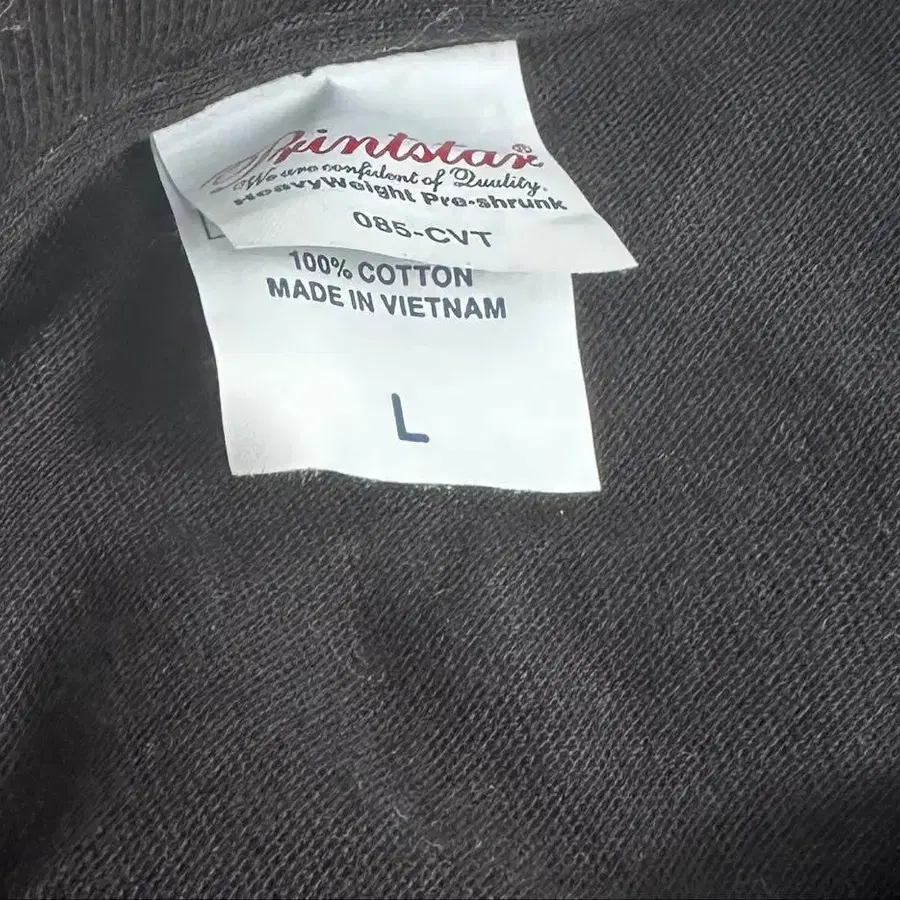 Printstar®
We are confident of Quality.
HeavyWeight Pre-shrunk
085-CVT
100% COTTON
MADE IN VIETNAM
L